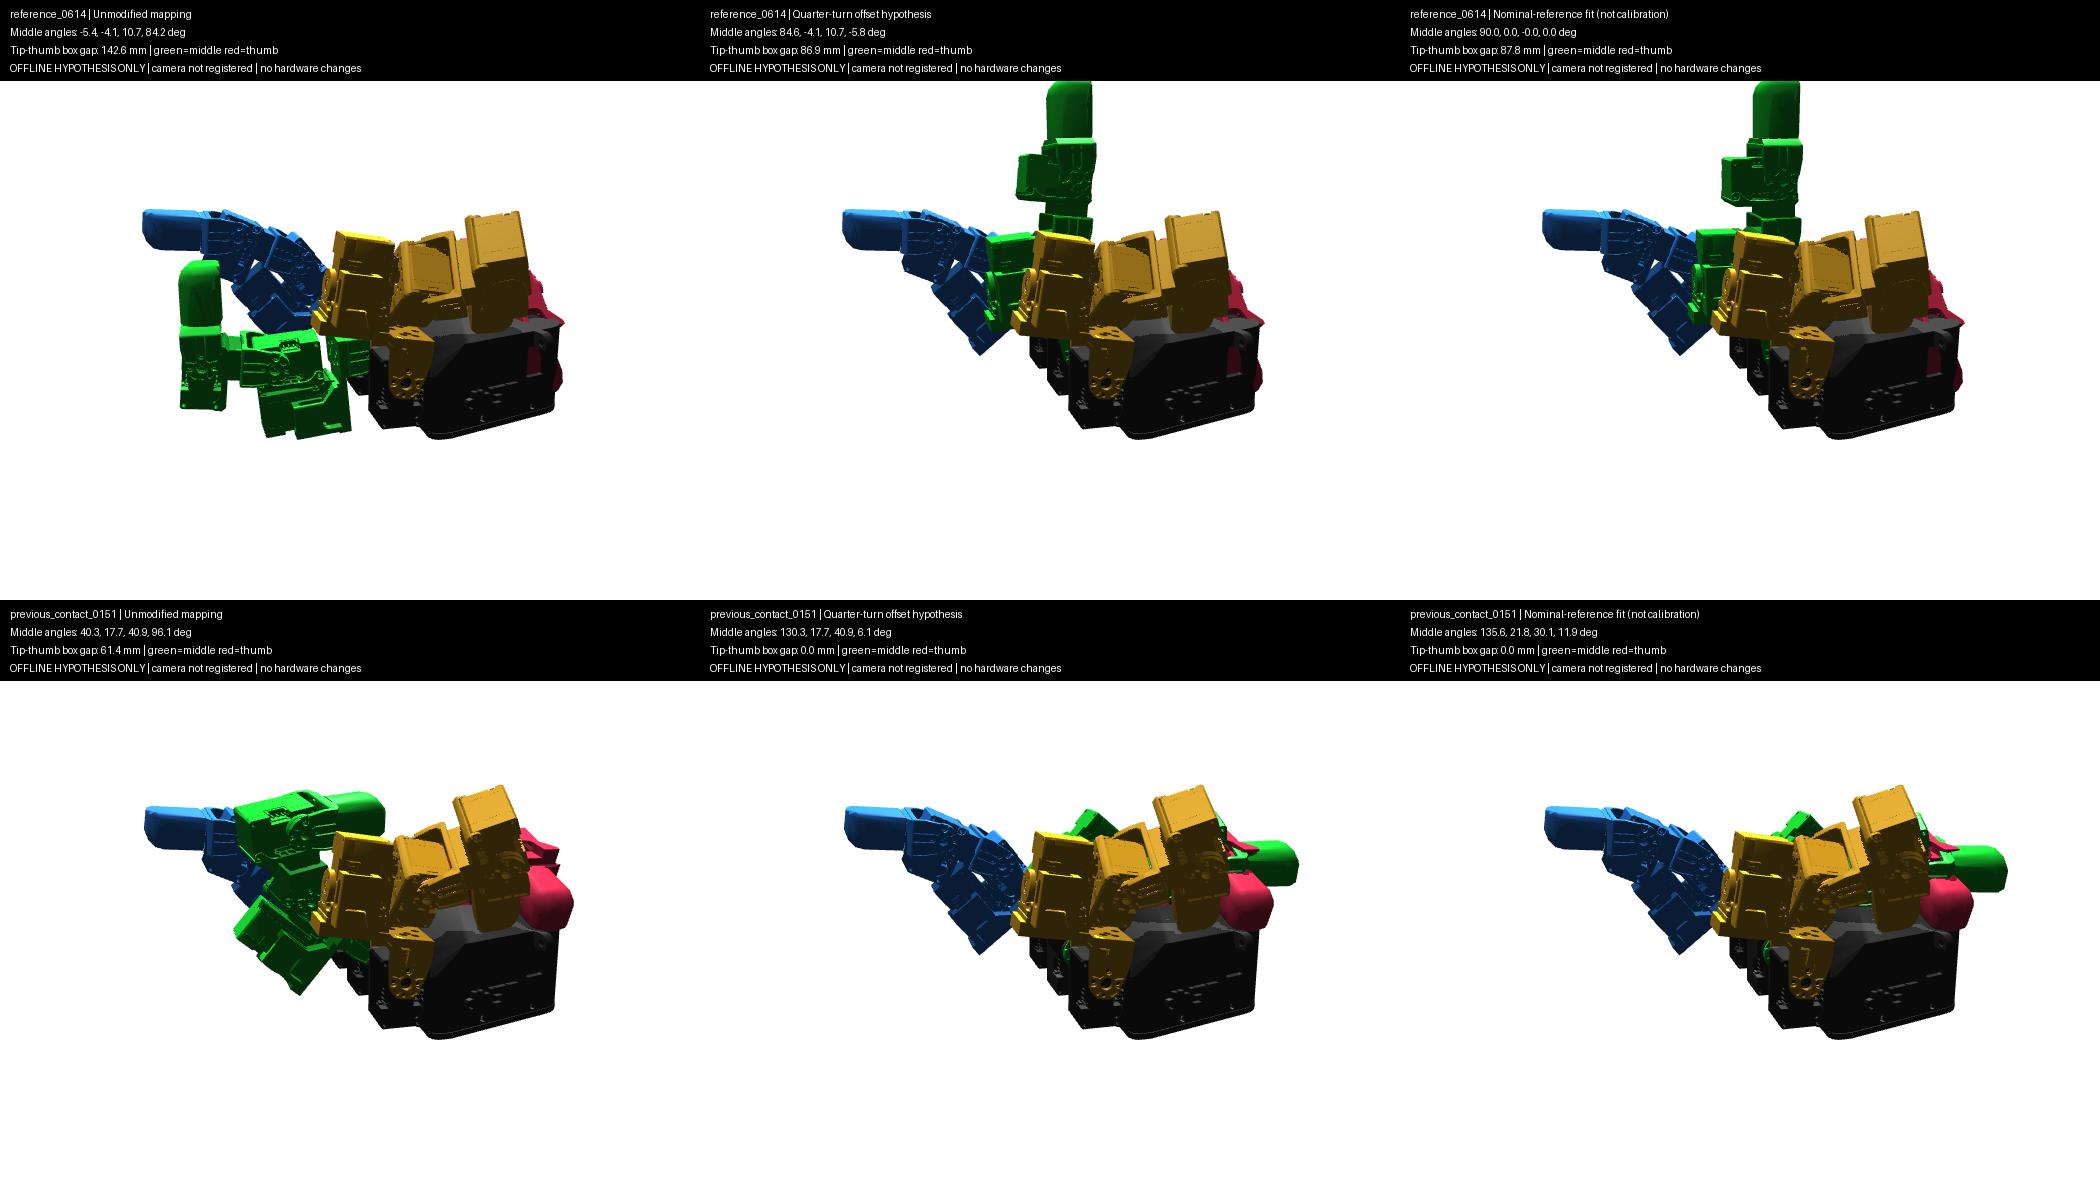 reference_0614 | Unmodified mapping
Middle angles: -5.4, -4.1, 10.7, 84.2 deg
Tip-thumb box gap: 142.6 mm | green=middle red=thumb
OFFLINE HYPOTHESIS ONLY | camera not registered | no hardware changes
reference_0614 | Quarter-turn offset hypothesis
Middle angles: 84.6, -4.1, 10.7, -5.8 deg
Tip-thumb box gap: 86.9 mm | green=middle red=thumb
OFFLINE HYPOTHESIS ONLY | camera not registered | no hardware changes
reference_0614 | Nominal-reference fit (not calibration)
Middle angles: 90.0, 0.0, -0.0, 0.0 deg
Tip-thumb box gap: 87.8 mm | green=middle red=thumb
OFFLINE HYPOTHESIS ONLY | camera not registered | no hardware changes
previous_contact_0151 | Unmodified mapping
Middle angles: 40.3, 17.7, 40.9, 96.1 deg
Tip-thumb box gap: 61.4 mm | green=middle red=thumb
OFFLINE HYPOTHESIS ONLY | camera not registered | no hardware changes
previous_contact_0151 | Quarter-turn offset hypothesis
Middle angles: 130.3, 17.7, 40.9, 6.1 deg
Tip-thumb box gap: 0.0 mm | green=middle red=thumb
OFFLINE HYPOTHESIS ONLY | camera not registered | no hardware changes
previous_contact_0151 | Nominal-reference fit (not calibration)
Middle angles: 135.6, 21.8, 30.1, 11.9 deg
Tip-thumb box gap: 0.0 mm | green=middle red=thumb
OFFLINE HYPOTHESIS ONLY | camera not registered | no hardware changes